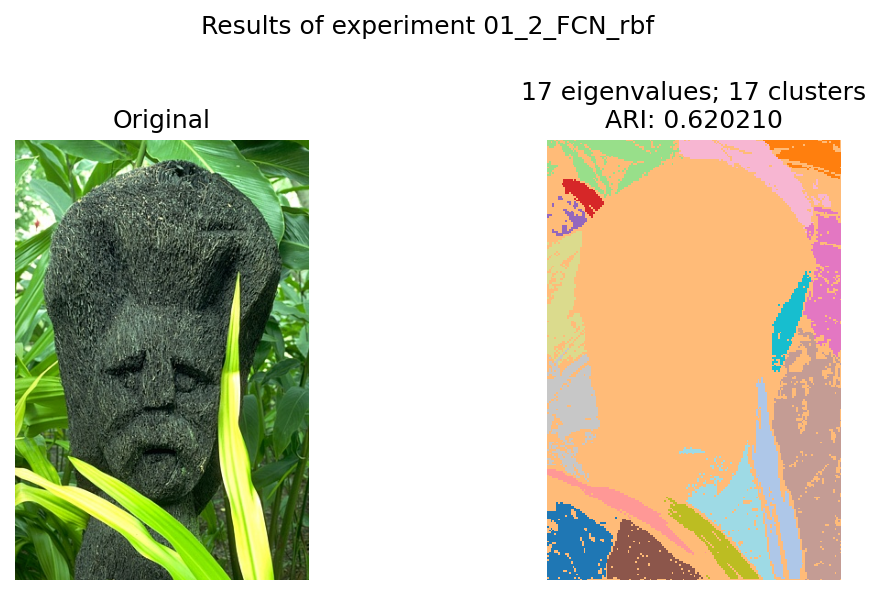 Results of experiment 01_2_FCN_rbf
Original
17 eigenvalues; 17 clusters
ARI: 0.620210